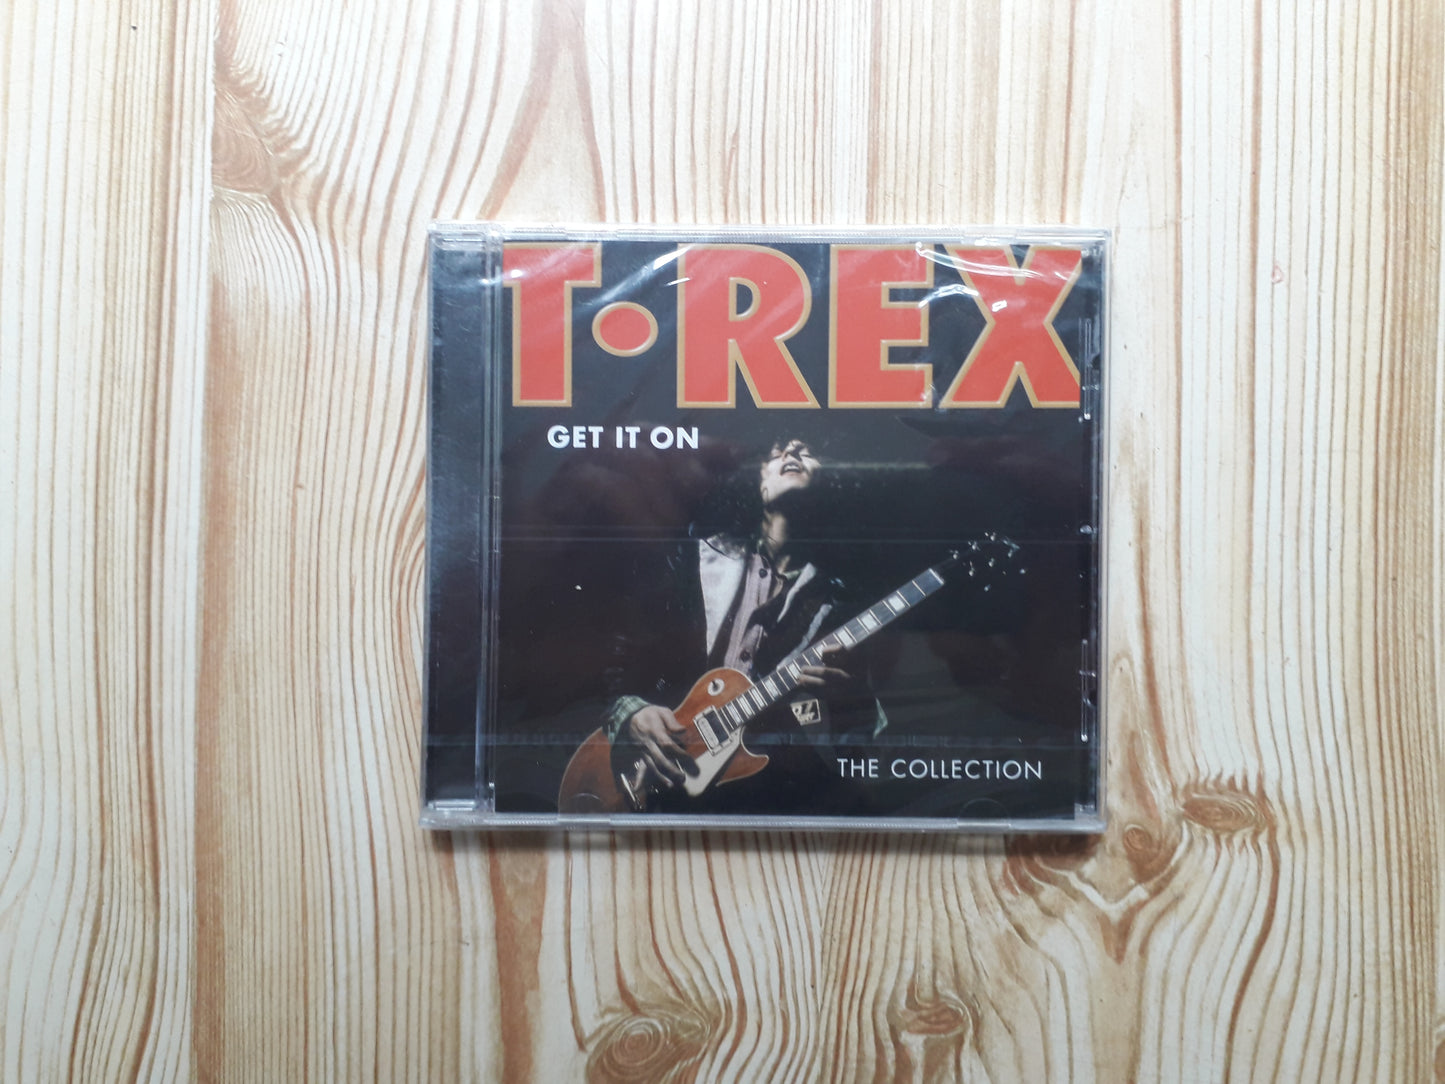 T•REX
GET IT ON
THE COLLECTION